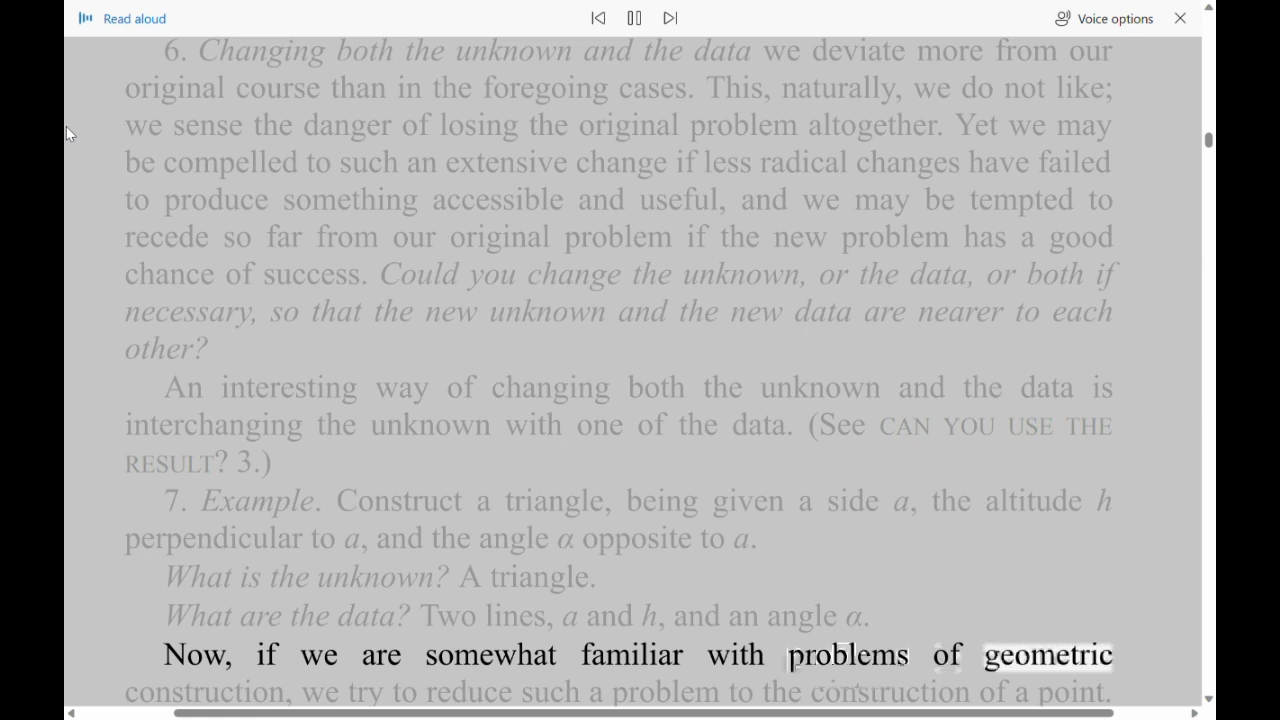 Read aloud
Voice options
6. Changing both the unknown and the data we deviate more from our
original course than in the foregoing cases. This, naturally, we do not like;
we sense the danger of losing the original problem altogether. Yet we may
be compelled to such an extensive change if less radical changes have failed
to produce something accessible and useful, and we may be tempted to
recede so far from our original problem if the new problem has a good
chance of success. Could you change the unknown, or the data, or both if
necessary, so that the new unknown and the new data are nearer to each
other?
An interesting way of changing both the unknown and the data is
interchanging the unknown with one of the data. (See CAN YOU USE THE
RESULT? 3.)
7. Example. Construct a triangle, being given a side a, the altitude h
perpendicular to a, and the angle α opposite to a.
What is the unknown? A triangle.
What are the data? Two lines, a and h, and an angle α.
Now, if we are somewhat familiar with problems of geometric
construction, we try to reduce such a problem to the construction of a point.